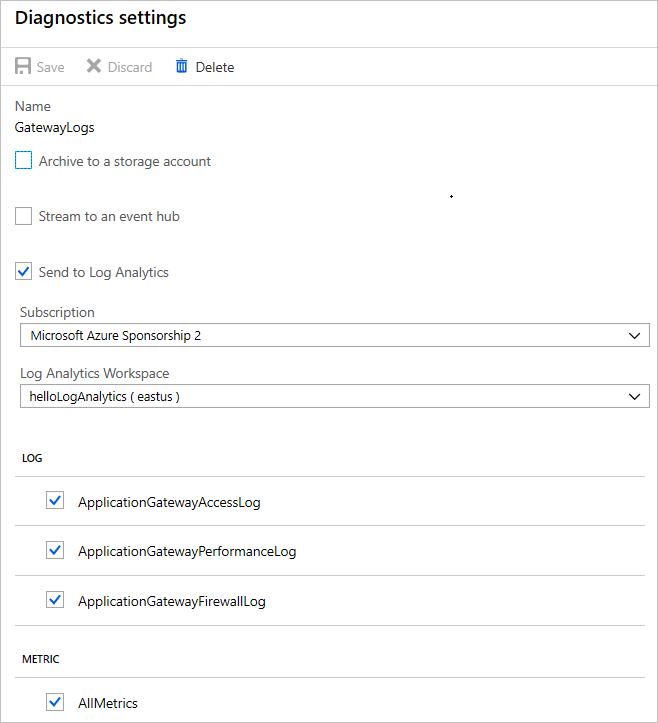 Diagnostics settings
Save Discard Delete
Name
GatewayLogs
Archive to a storage account
Stream to an event hub
Send to Log Analytics
Subscription
Microsoft Azure Sponsorship 2
Log Analytics Workspace
helloLogAnalytics ( eastus )
LOG
ApplicationGatewayAccessLog
ApplicationGatewayPerformanceLog
ApplicationGatewayFirewallLog
METRIC
AllMetrics